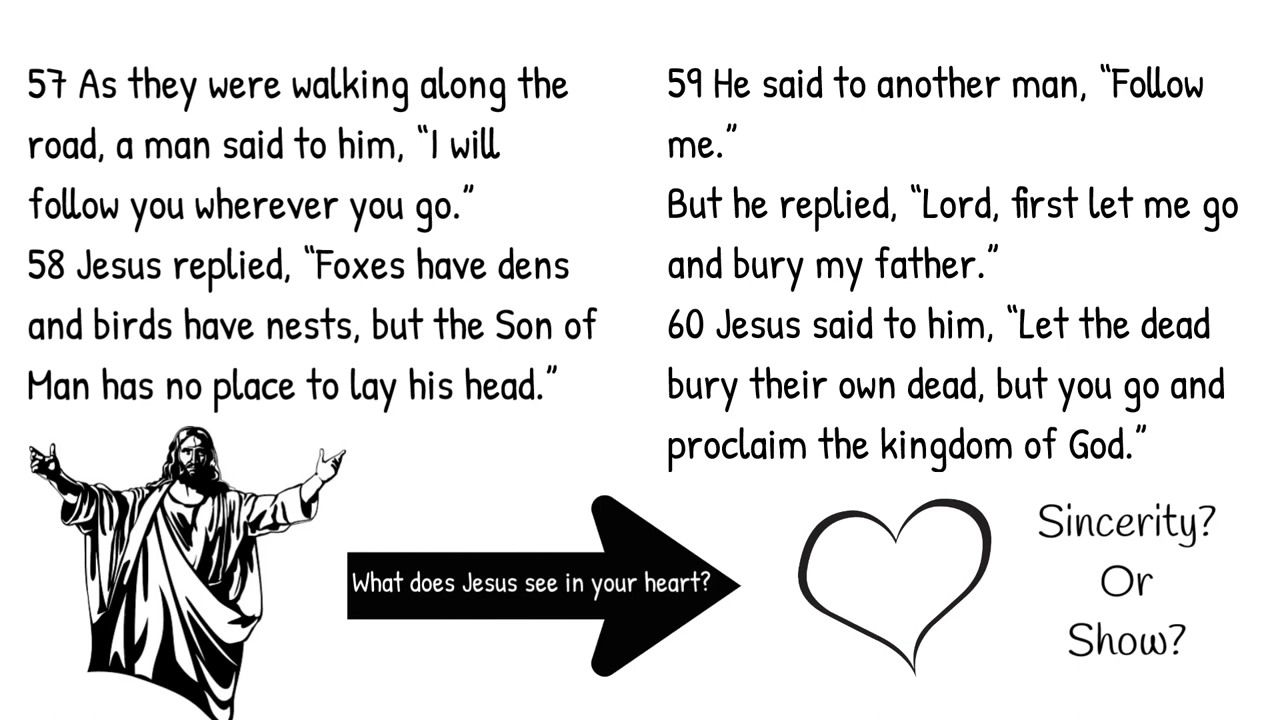 57 As they were walking along the
road, a man said to him, “I will
follow you wherever you go.”
58 Jesus replied, “Foxes have dens
and birds have nests, but the Son of
Man has no place to lay his head.”
59 He said to another man, “Follow
me.”
But he replied, “Lord, first let me go
and bury my father.”
60 Jesus said to him, “Let the dead
bury their own dead, but you go and
proclaim the kingdom of God.”
What does Jesus see in your heart?
Sincerity?
Or
Show?